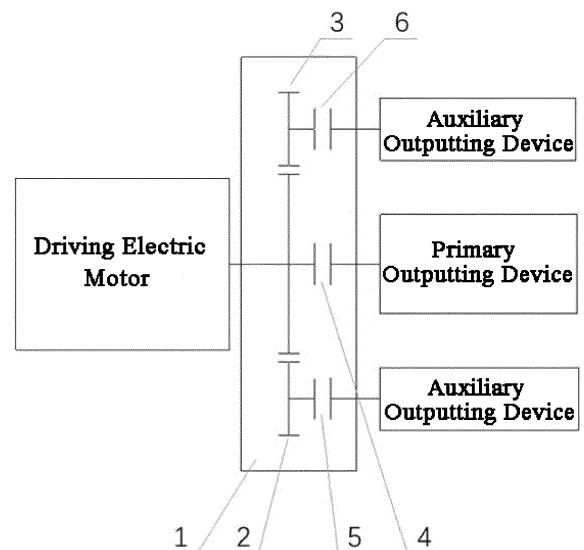 3
6
Auxiliary
Outputting Device
Driving Electric
Motor
Primary
Outputting Device
Auxiliary
Outputting Device
1
2
5
4